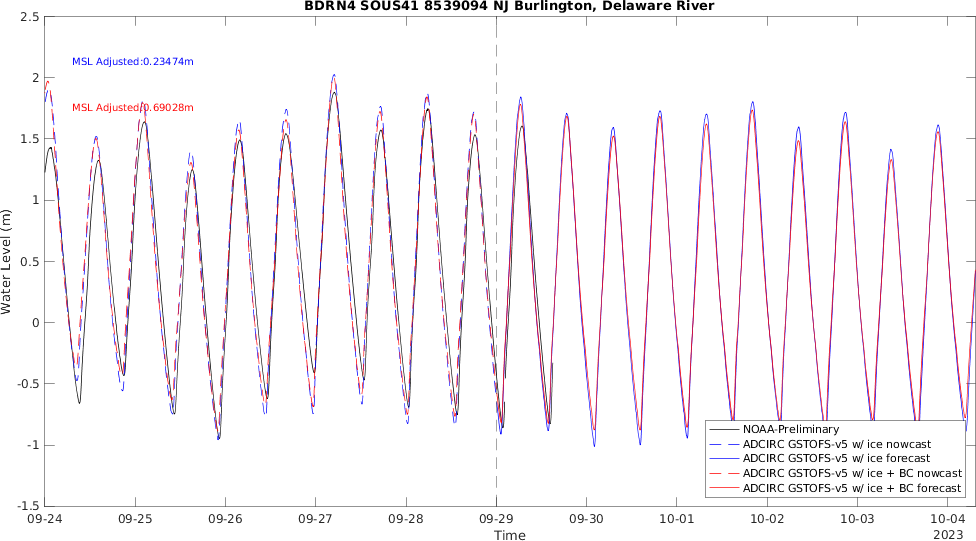 BDRN4 SOUS41 8539094 NJ Burlington, Delaware River
2.5
2
1.5
1
0.5
0
-0.5
-1
-1.5
Water Level (m)
MSL Adjusted:0.23474m
MSL Adjusted:0.69028m
NOAA-Preliminary
ADCIRC GSTOFS-v5 w/ ice nowcast
ADCIRC GSTOFS-v5 w/ ice forecast
ADCIRC GSTOFS-v5 w/ ice + BC nowcast
ADCIRC GSTOFS-v5 w/ ice + BC forecast
09-24 09-25 09-26 09-27 09-28 09-29 09-30 10-01 10-02 10-03 10-04
2023
Time